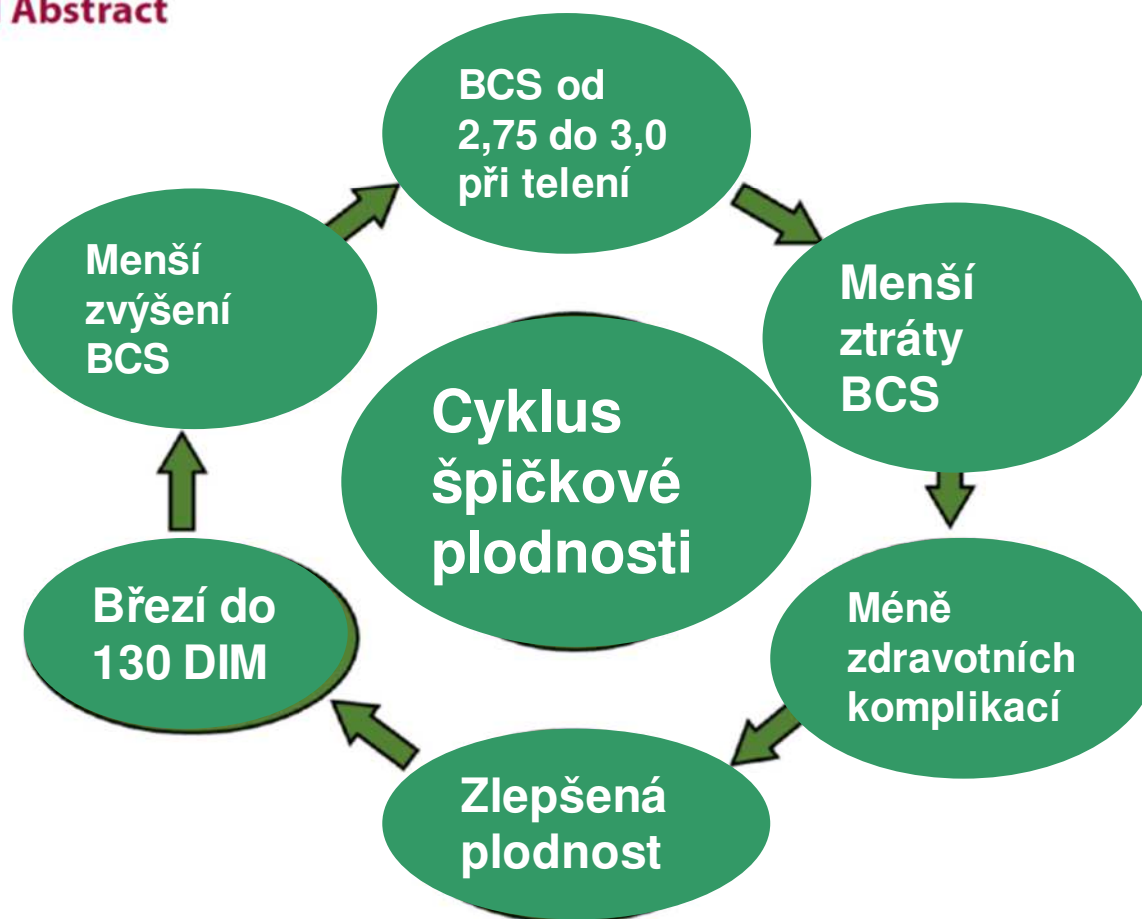 Abstract
BCS od
2,75 do 3,0
při telení
Menší
ztráty
BCS
Méně
zdravotních
komplikací
Zlepšená
plodnost
Březí do
130 DIM
Menší
zvýšení
BCS
Cyklus
špičkové
plodnosti